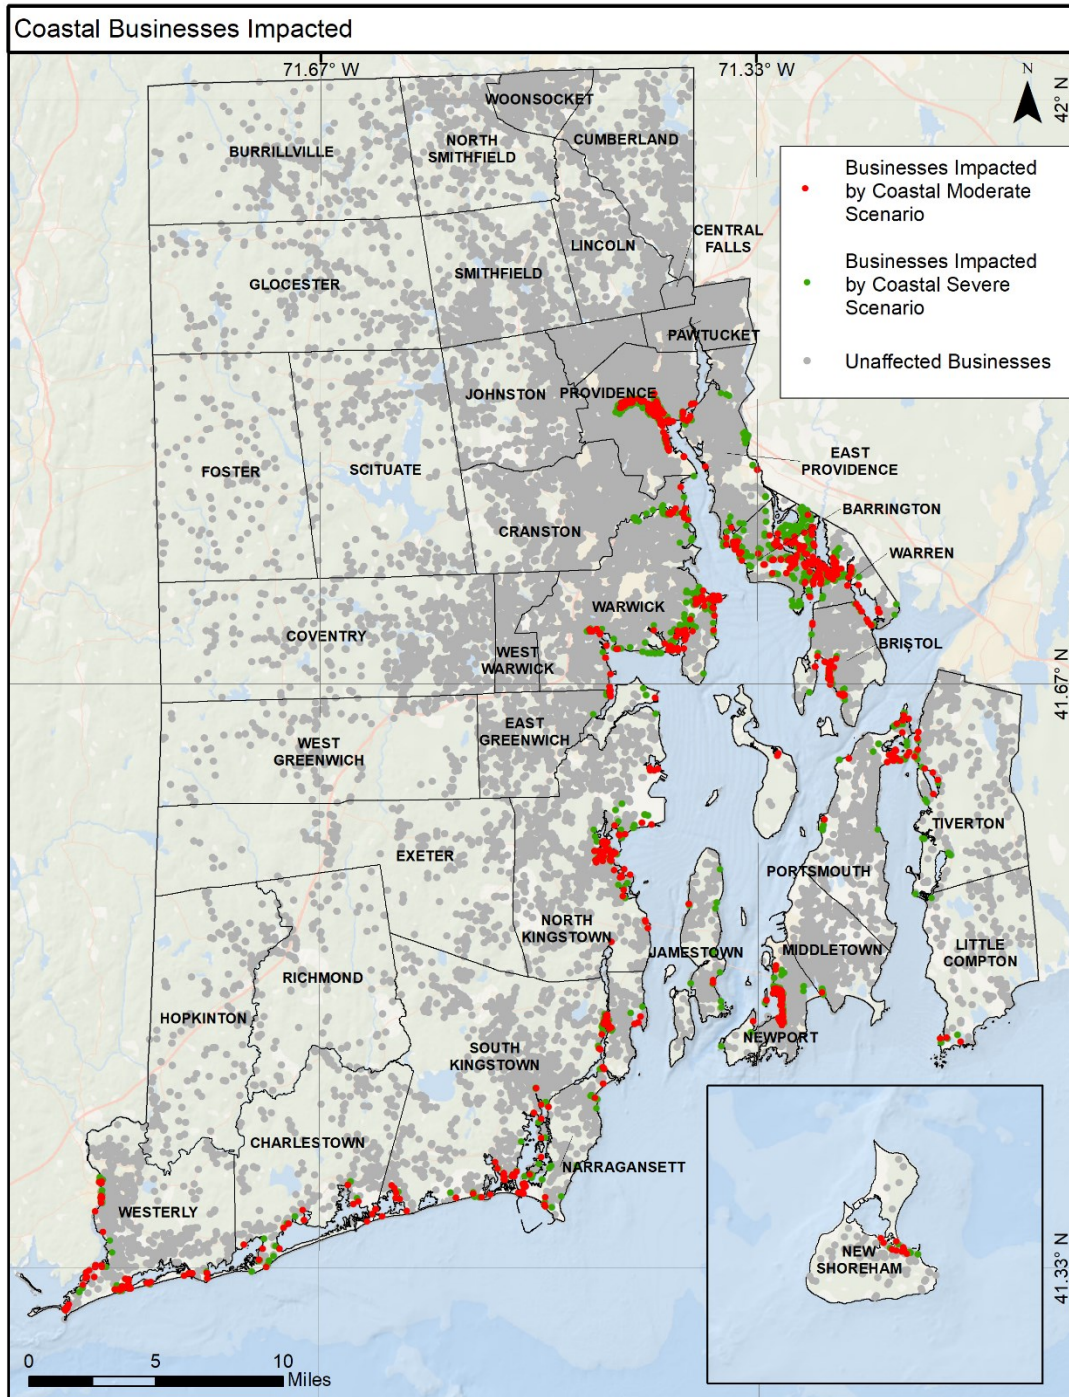 Coastal Businesses Impacted
71.67° W
71.33° W
N
42° N
Businesses Impacted
by Coastal Moderate
Scenario
Businesses Impacted
by Coastal Severe
Scenario
Unaffected Businesses
WOONSOCKET
BURRILLVILLE
NORTH
SMITHFIELD
CUMBERLAND
CENTRAL
FALLS
LINCOLN
GLOCESTER
SMITHFIELD
PAWTUCKET
JOHNSTON
PROVIDENCE
FOSTER
SCITUATE
EAST
PROVIDENCE
CRANSTON
BARRINGTON
WARREN
COVENTRY
WARWICK
WEST
WARWICK
BRISTOL
41.67° N
WEST
GREENWICH
EAST
GREENWICH
EXETER
TIVERTON
PORTSMOUTH
NORTH
KINGSTOWN
JAMESTOWN
MIDDLETOWN
LITTLE
COMPTON
RICHMOND
HOPKINTON
SOUTH
KINGSTOWN
NEWPORT
CHARLESTOWN
NARRAGANSETT
WESTERLY
NEW
SHOREHAM
41.33° N
0 5 10
Miles